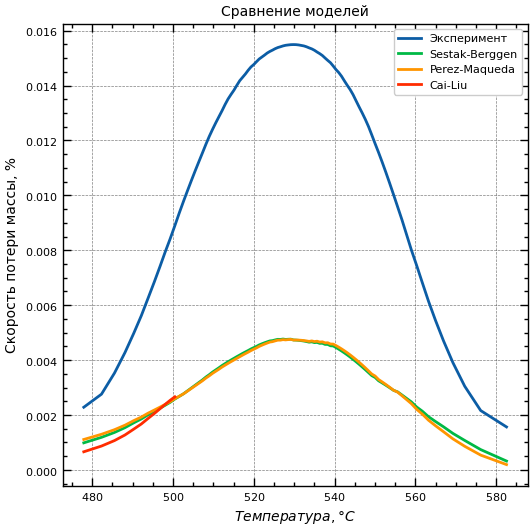 Сравнение моделей
0.016
0.014
0.012
0.010
0.008
0.006
0.004
0.002
0.000
Скорость потери массы, %
Эксперимент
Sestak-Berggen
Perez-Maqueda
Cai-Liu
480 500 520 540 560 580
Температура, °C